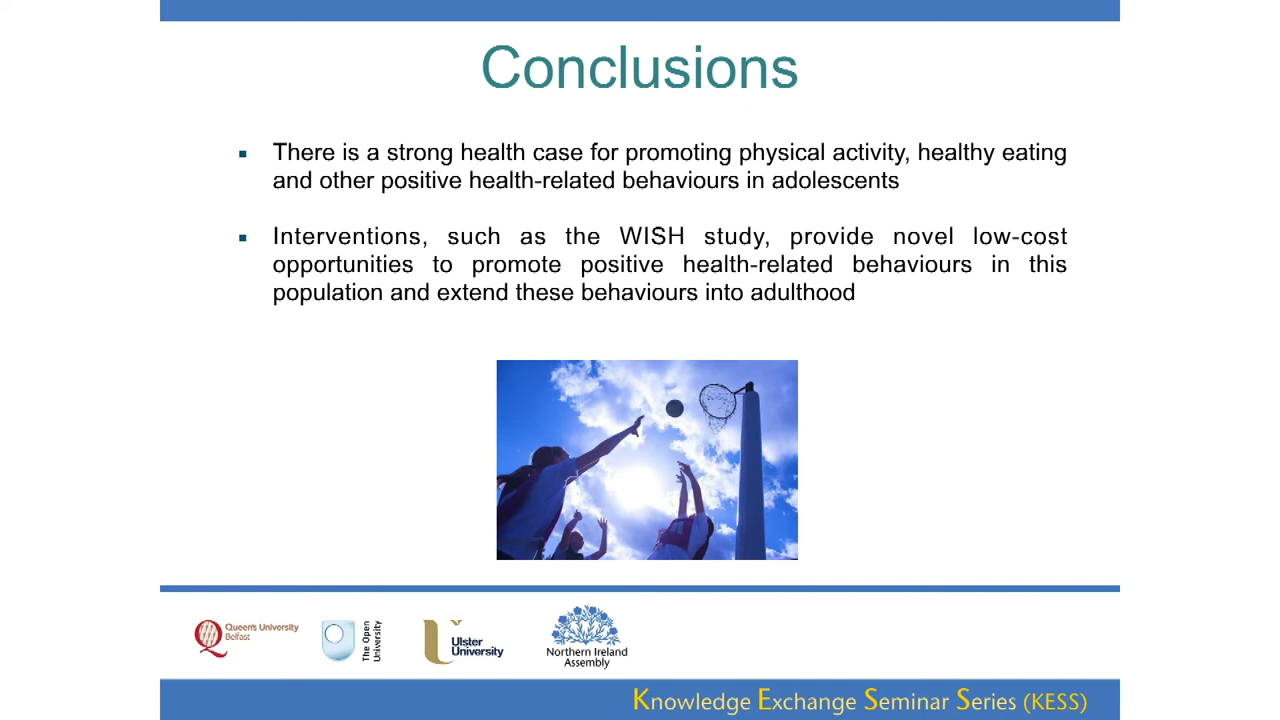 Conclusions
There is a strong health case for promoting physical activity, healthy eating
and other positive health-related behaviours in adolescents
Interventions, such as the WISH study, provide novel low-cost
opportunities to promote positive health-related behaviours in this
population and extend these behaviours into adulthood
Queen's University
Belfast
The Open
University
Ulster
University
Northern Ireland
Assembly
Knowledge Exchange Seminar Series (KESS)